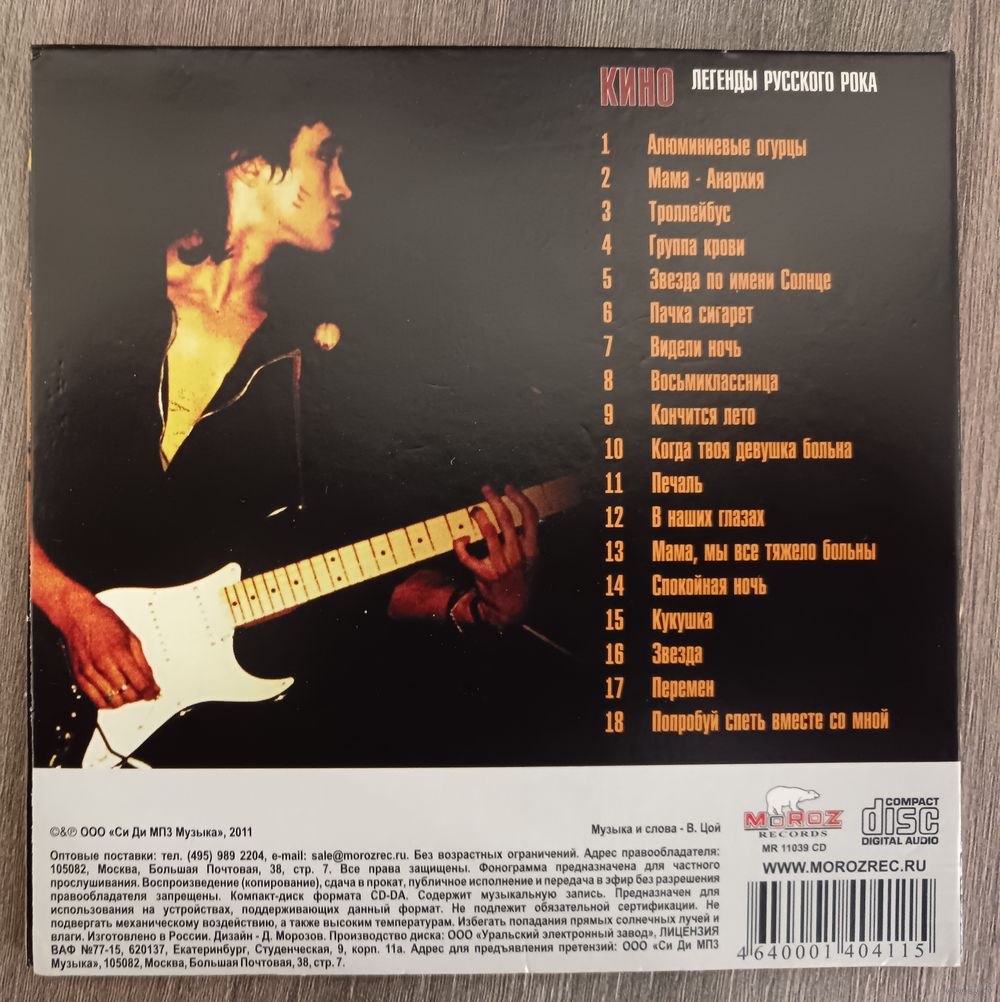 КИНО ЛЕГЕНДЫ РУССКОГО РОКА
1 Алюминиевые огурцы
2 Мама - Анархия
3 Троллейбус
4 Группа крови
5 Звезда по имени Солнце
6 Пачка сигарет
7 Видели ночь
8 Восьмиклассница
9 Кончится лето
10 Когда твоя девушка больна
11 Печаль
12 В наших глазах
13 Мама, мы все тяжело больны
14 Спокойная ночь
15 Кукушка
16 Звезда
17 Перемен
18 Попробуй спеть вместе со мной
©&℗ ООО «Си Ди МП3 Музыка», 2011
Музыка и слова - В. Цой
Оптовые поставки: тел. (495) 989 2204, e-mail: sale@morozrec.ru. Без возрастных ограничений. Адрес правообладателя:
105082, Москва, Большая Почтовая, 38, стр. 7. Все права защищены. Фонограмма предназначена для частного
прослушивания. Воспроизведение (копирование), сдача в прокат, публичное исполнение и передача в эфир без разрешения
правообладателя запрещены. Компакт-диск формата CD-DA. Содержит музыкальную запись. Предназначен для
использования на устройствах, поддерживающих данный формат. Не подлежит обязательной сертификации. Не
подвергать механическому воздействию, а также высоким температурам. Избегать попадания прямых солнечных лучей и
влаги. Изготовлено в России. Дизайн - Д. Морозов. Производство диска: ООО «Уральский электронный завод», ЛИЦЕНЗИЯ
ВАФ №77-15, 620137, Екатеринбург, Студенческая, 9, корп. 11а. Адрес для предъявления претензий: ООО «Си Ди МП3
Музыка», 105082, Москва, Большая Почтовая, 38, стр. 7.
MOROZ
RECORDS
MR 11039 CD
COMPACT
disc
DIGITAL AUDIO
WWW.MOROZREC.RU
4 640001 404115